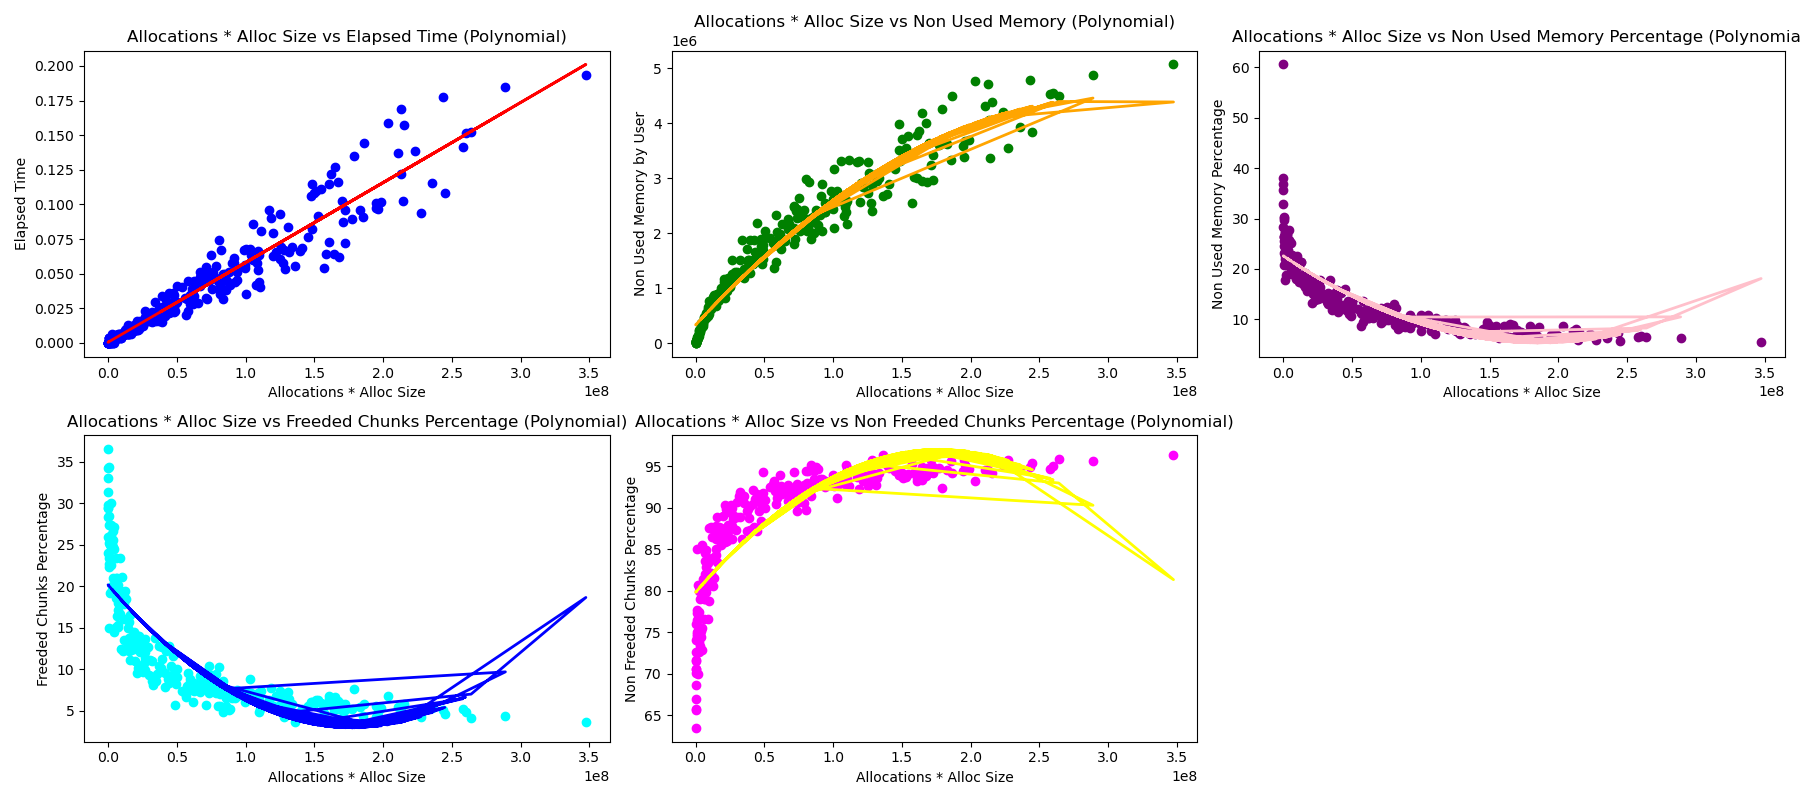 Allocations * Alloc Size vs Elapsed Time (Polynomial)
0.200
0.175
0.150
0.125
0.100
0.075
0.050
0.025
0.000
Elapsed Time
0.0 0.5 1.0 1.5 2.0 2.5 3.0 3.5
1e8
Allocations * Alloc Size
Allocations * Alloc Size vs Non Used Memory (Polynomial)
1e6
5
4
3
2
1
0
Non Used Memory by User
0.0 0.5 1.0 1.5 2.0 2.5 3.0 3.5
1e8
Allocations * Alloc Size
Allocations * Alloc Size vs Non Used Memory Percentage (Polynomia
60
50
40
30
20
10
Non Used Memory Percentage
0.0 0.5 1.0 1.5 2.0 2.5 3.0 3.5
1e8
Allocations * Alloc Size
Allocations * Alloc Size vs Freeded Chunks Percentage (Polynomial)
35
30
25
20
15
10
5
Freeded Chunks Percentage
0.0 0.5 1.0 1.5 2.0 2.5 3.0 3.5
1e8
Allocations * Alloc Size
Allocations * Alloc Size vs Non Freeded Chunks Percentage (Polynomial)
95
90
85
80
75
70
65
Non Freeded Chunks Percentage
0.0 0.5 1.0 1.5 2.0 2.5 3.0 3.5
1e8
Allocations * Alloc Size